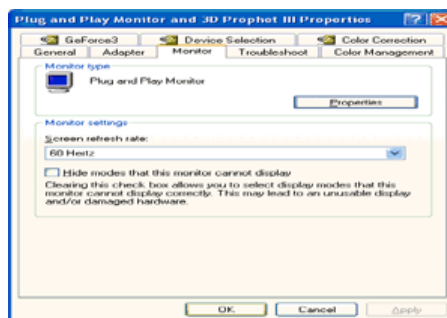 Plug and Play Monitor and 3D Prophet III Properties
GeForce3 Device Selection Color Correction
General Adapter Monitor Troubleshoot Color Management
Monitor type
Plug and Play Monitor
Properties
Monitor settings
Screen refresh rate:
60 Hertz
Hide modes that this monitor cannot display
Clearing this check box allows you to select display modes that this
monitor cannot display correctly. This may lead to an unusable display
and/or damaged hardware.
OK Cancel Apply